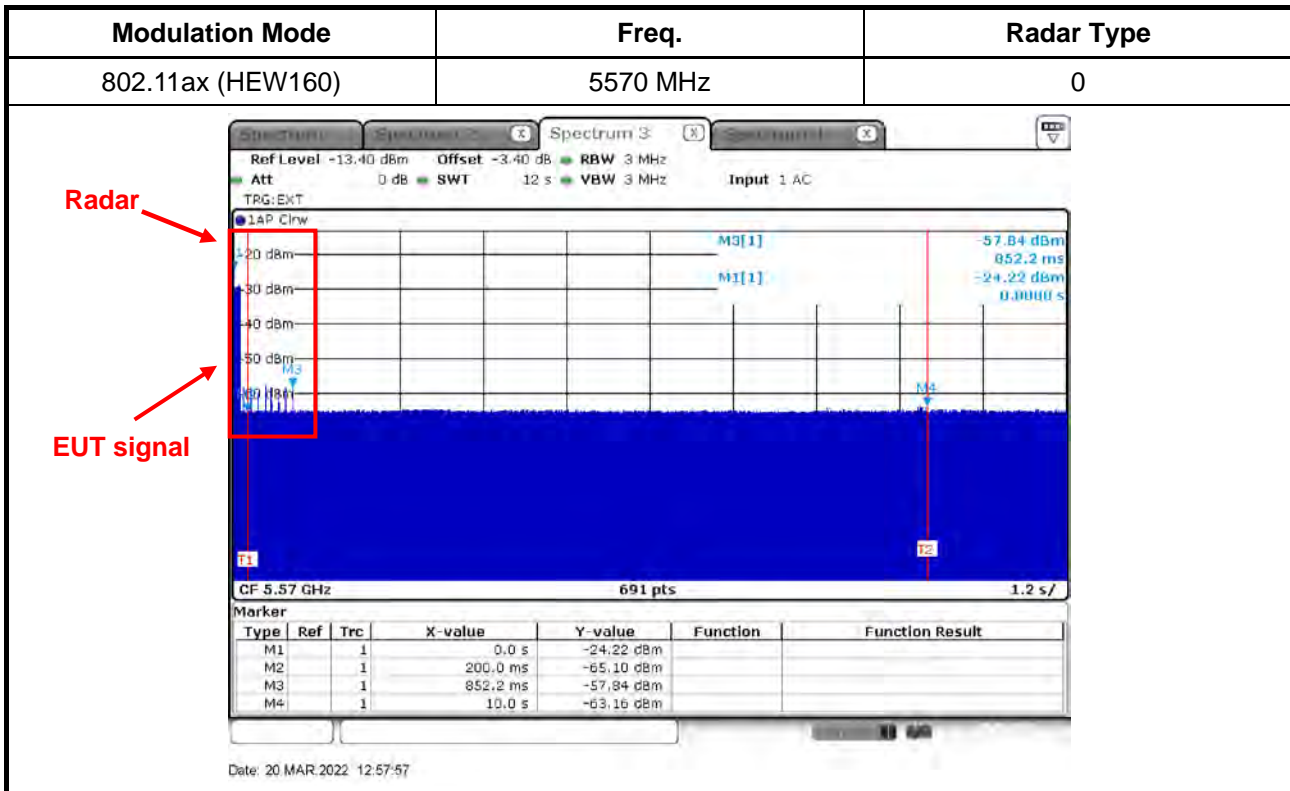 Modulation Mode Freq. Radar Type
802.11ax (HEW160) 5570 MHz 0
Spectrum 3
Ref Level -13.40 dBm Offset -3.40 dB RBW 3 MHz
Att 0 dB SWT 12 s VBW 3 MHz Input 1 AC
TRG:EXT
Radar
1AP Clrw
M3[1] -57.84 dBm
852.2 ms
-20 dBm
M1[1] -24.22 dBm
0.0000 s
-30 dBm
-40 dBm
-50 dBm
M3
-60 dBm
M4
EUT signal
T1
T2
CF 5.57 GHz 691 pts 1.2 s/
Marker
Type Ref Trc X-value Y-value Function Function Result
M1 1 0.0 s -24.22 dBm
M2 1 200.0 ms -65.10 dBm
M3 1 852.2 ms -57.84 dBm
M4 1 10.0 s -63.16 dBm
Date: 20.MAR.2022 12:57:57